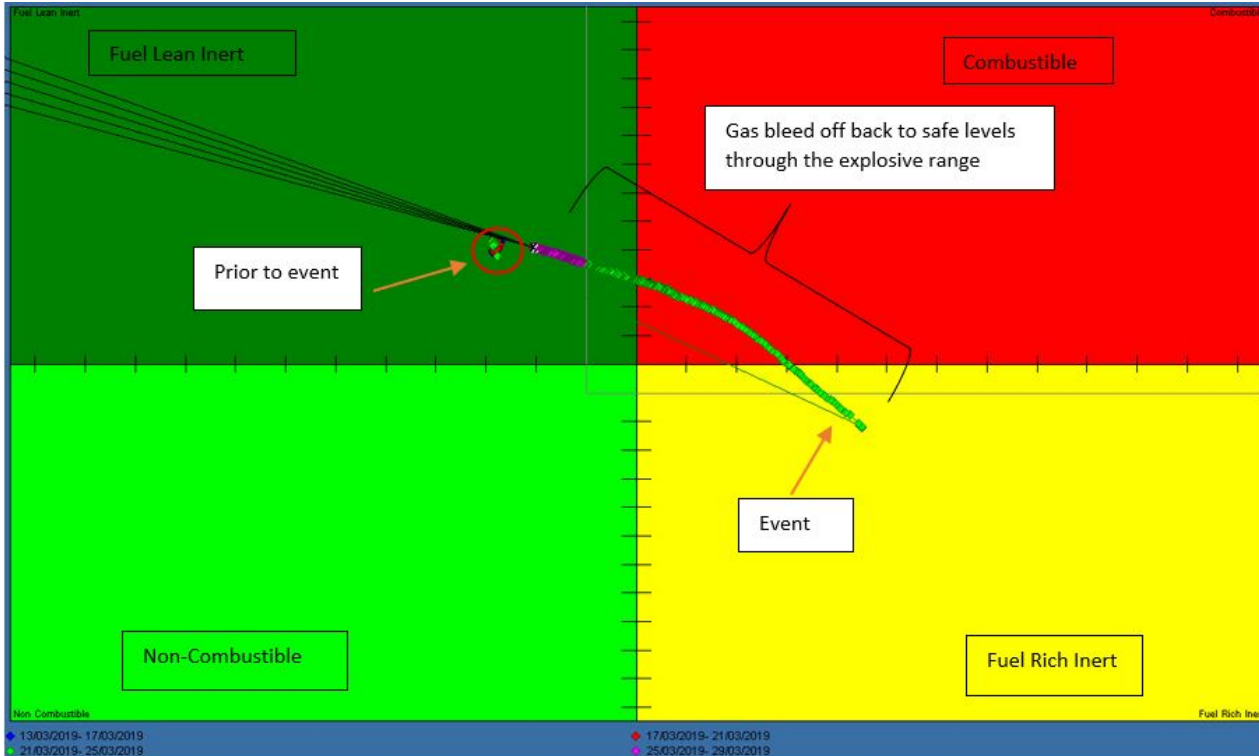 Fuel Lean Inert
Combustible
Fuel Lean Inert
Combustible
Gas bleed off back to safe levels
through the explosive range
Prior to event
Event
Non-Combustible
Fuel Rich Inert
Non Combustible
Fuel Rich Iner
13/03/2019- 17/03/2019
17/03/2019- 21/03/2019
21/03/2019- 25/03/2019
25/03/2019- 29/03/2019